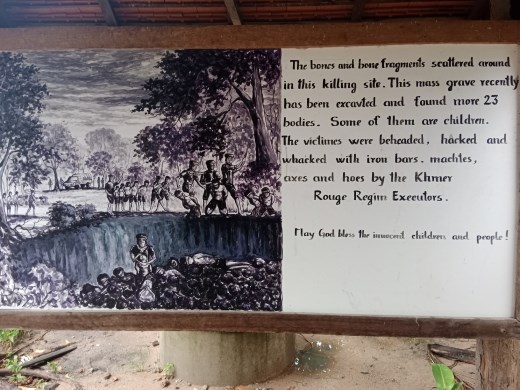 The bones and bone fragments scattered around
in this killing site. This mass grave recently
has been excavted and found more 23
bodies. Some of them are children.
The victims were beheaded, hacked and
whacked with iron bars. machtes,
axes and hoes by the Khmer
Rouge Regim Executors.
May God bless the innocent children and people!